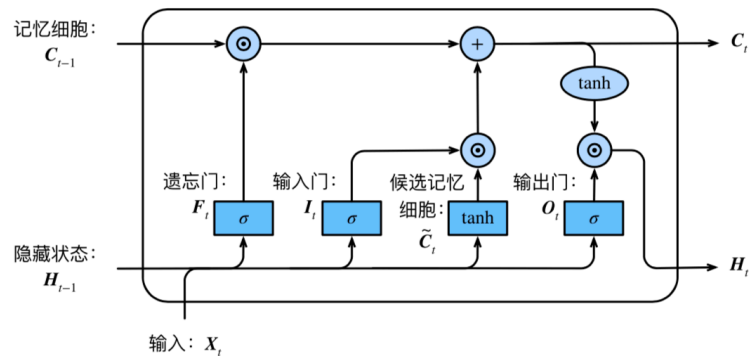 记忆细胞：
C_{t-1}
⊙
+
C_t
tanh
⊙
⊙
遗忘门：
F_t
σ
输入门：
I_t
σ
候选记忆
细胞：
C̃_t
tanh
输出门：
O_t
σ
隐藏状态：
H_{t-1}
H_t
输入：X_t